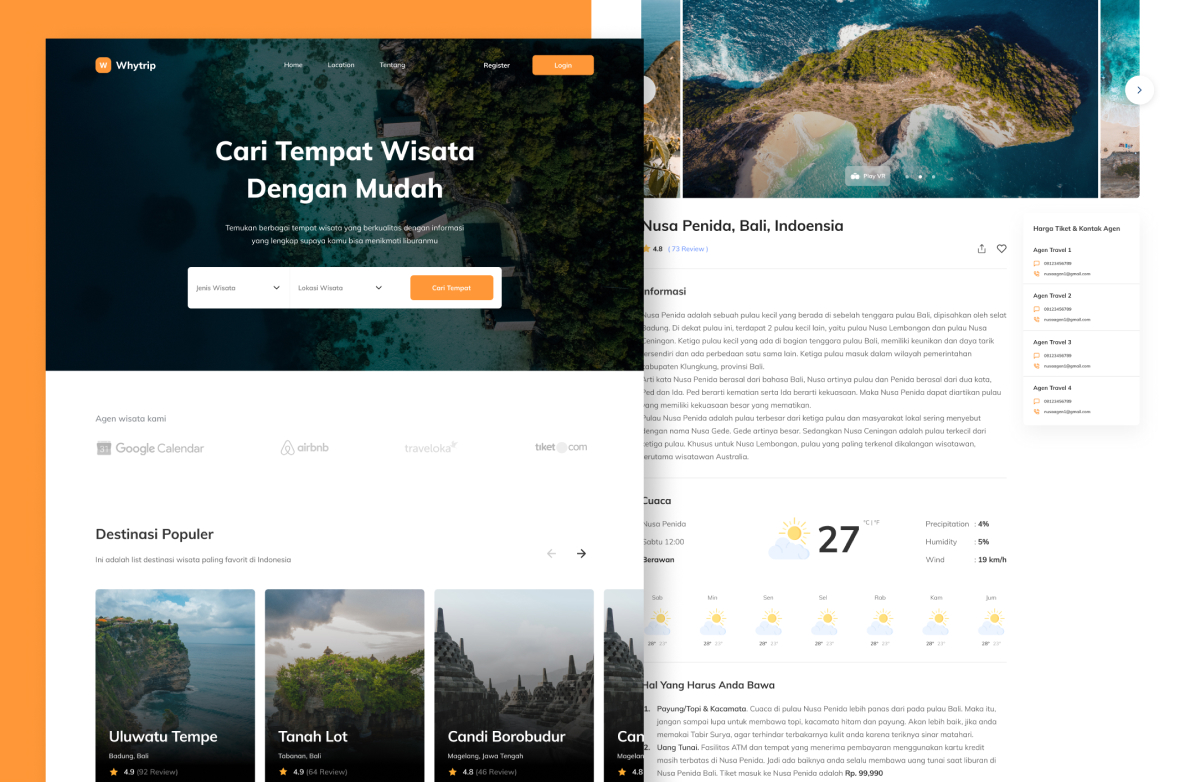 W Whytrip
Home
Location
Tentang
Register
Login
Cari Tempat Wisata
Dengan Mudah
Temukan berbagai tempat wisata yang berkualitas dengan informasi
yang lengkap supaya kamu bisa menikmati liburanmu
Jenis Wisata
Lokasi Wisata
Cari Tempat
Agen wisata kami
Google Calendar
airbnb
traveloka
tiket com
Destinasi Populer
Ini adalah list destinasi wisata paling favorit di Indonesia
Uluwatu Tempe
Badung, Bali
4.9 (92 Review)
Tanah Lot
Tabanan, Bali
4.9 (64 Review)
Candi Borobudur
Magelang, Jawa Tengah
4.8 (46 Review)
Can
Magelan
4.8
Play VR
Nusa Penida, Bali, Indoensia
4.8 ( 73 Review )
nformasi
Nusa Penida adalah sebuah pulau kecil yang berada di sebelah tenggara pulau Bali, dipisahkan oleh selat
Badung. Di dekat pulau ini, terdapat 2 pulau kecil lain, yaitu pulau Nusa Lembongan dan pulau Nusa
Ceningan. Ketiga pulau kecil yang ada di bagian tenggara pulau Bali, memiliki keunikan dan daya tarik
tersendiri dan ada perbedaan satu sama lain. Ketiga pulau masuk dalam wilayah pemerintahan
kabupaten Klungkung, provinsi Bali.
Arti kata Nusa Penida berasal dari bahasa Bali, Nusa artinya pulau dan Penida berasal dari dua kata,
Ped dan Ida. Ped berarti kematian serta Ida berarti kekuasaan. Maka Nusa Penida dapat diartikan pulau
yang memiliki kekuasaan besar yang mematikan.
Pulau Nusa Penida adalah pulau terbesar dari ketiga pulau dan masyarakat lokal sering menyebut
dengan nama Nusa Gede. Gede artinya besar. Sedangkan Nusa Ceningan adalah pulau terkecil dari
ketiga pulau. Khusus untuk Nusa Lembongan, pulau yang paling terkenal dikalangan wisatawan,
terutama wisatawan Australia.
Cuaca
Nusa Penida
Sabtu 12:00
Berawan
27
°C | °F
Precipitation : 4%
Humidity : 5%
Wind : 19 km/h
Sab
Min
Sen
Sel
Rab
Kam
Jum
28° 23°
28° 23°
28° 23°
28° 23°
28° 23°
28° 23°
28° 23°
Hal Yang Harus Anda Bawa
1. Payung/Topi & Kacamata. Cuaca di pulau Nusa Penida lebih panas dari pada pulau Bali. Maka itu,
jangan sampai lupa untuk membawa topi, kacamata hitam dan payung. Akan lebih baik, jika anda
memakai Tabir Surya, agar terhindar terbakarnya kulit anda karena teriknya sinar matahari.
2. Uang Tunai. Fasilitas ATM dan tempat yang menerima pembayaran menggunakan kartu kredit
masih terbatas di Nusa Penida. Jadi ada baiknya anda selalu membawa uang tunai saat liburan di
Nusa Penida Bali. Tiket masuk ke Nusa Penida adalah Rp. 99,990
Harga Tiket & Kontak Agen
Agen Travel 1
08123456789
nusaagen1@gmail.com
Agen Travel 2
08123456789
nusaagen1@gmail.com
Agen Travel 3
08123456789
nusaagen1@gmail.com
Agen Travel 4
08123456789
nusaagen1@gmail.com